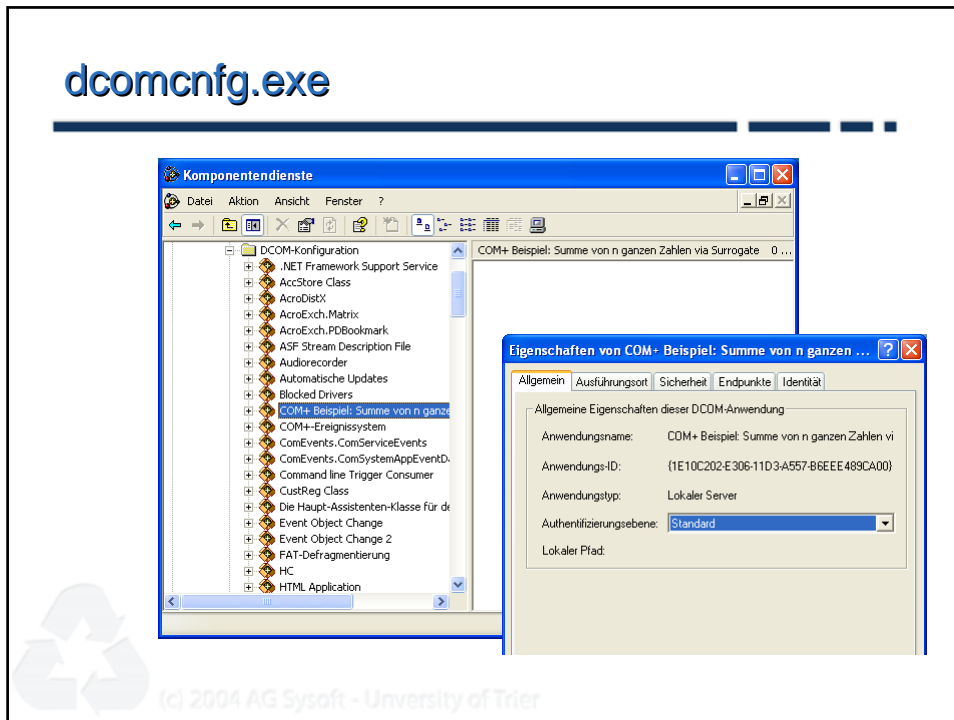 dcomcnfg.exe
Komponentendienste
Datei Aktion Ansicht Fenster ?
DCOM-Konfiguration
.NET Framework Support Service
AccStore Class
AcroDistX
AcroExch.Matrix
AcroExch.PDBookmark
ASF Stream Description File
Audiorecorder
Automatische Updates
Blocked Drivers
COM+ Beispiel: Summe von n ganze
COM+-Ereignissystem
ComEvents.ComServiceEvents
ComEvents.ComSystemAppEventD
Command line Trigger Consumer
CustReg Class
Die Haupt-Assistenten-Klasse für de
Event Object Change
Event Object Change 2
FAT-Defragmentierung
HC
HTML Application
COM+ Beispiel: Summe von n ganzen Zahlen via Surrogate 0 ...
Eigenschaften von COM+ Beispiel: Summe von n ganzen ...
Allgemein Ausführungsort Sicherheit Endpunkte Identität
Allgemeine Eigenschaften dieser DCOM-Anwendung
Anwendungsname: COM+ Beispiel: Summe von n ganzen Zahlen vi
Anwendungs-ID: {1E10C202-E306-11D3-A557-B6EEE489CA00}
Anwendungstyp: Lokaler Server
Authentifizierungsebene: Standard
Lokaler Pfad:
(c) 2004 AG Sysoft - Unversity of Trier